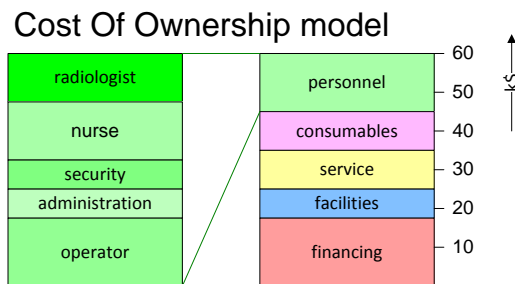 Cost Of Ownership model
radiologist
nurse
security
administration
operator
personnel
consumables
service
facilities
financing
60
50
40
30
20
10
k$